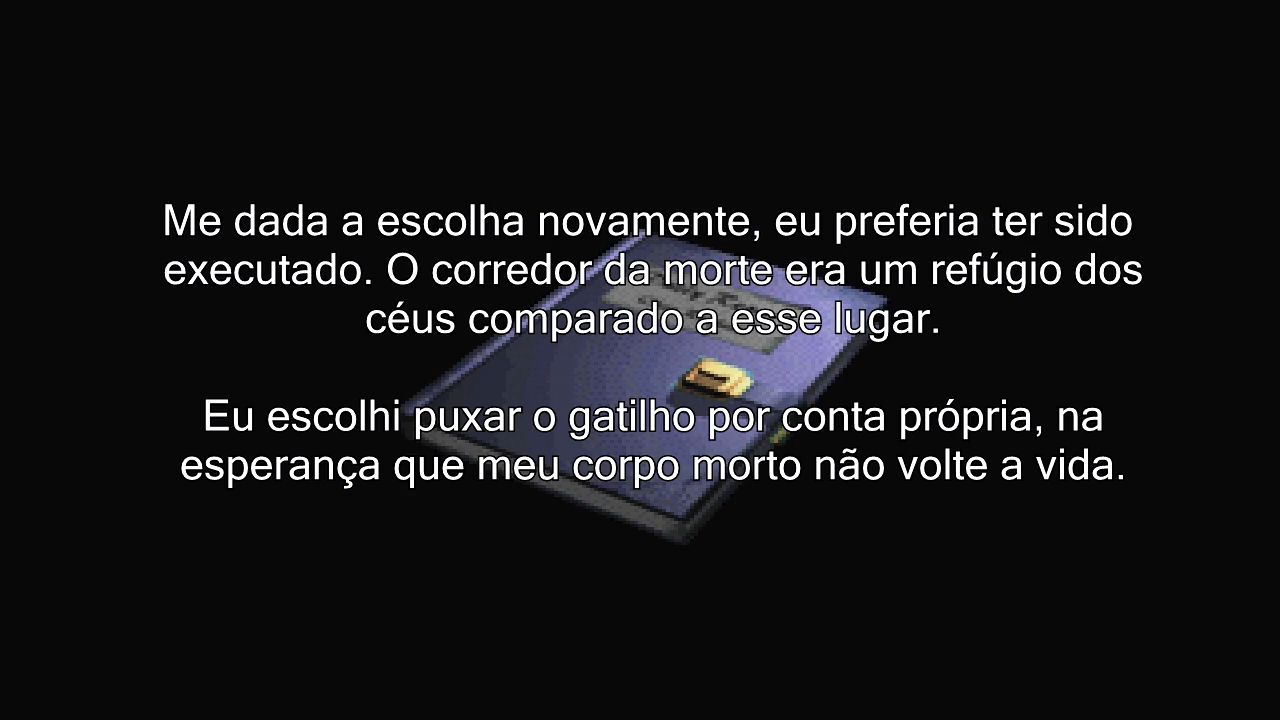 Me dada a escolha novamente, eu preferia ter sido
executado. O corredor da morte era um refúgio dos
céus comparado a esse lugar.
Eu escolhi puxar o gatilho por conta própria, na
esperança que meu corpo morto não volte a vida.